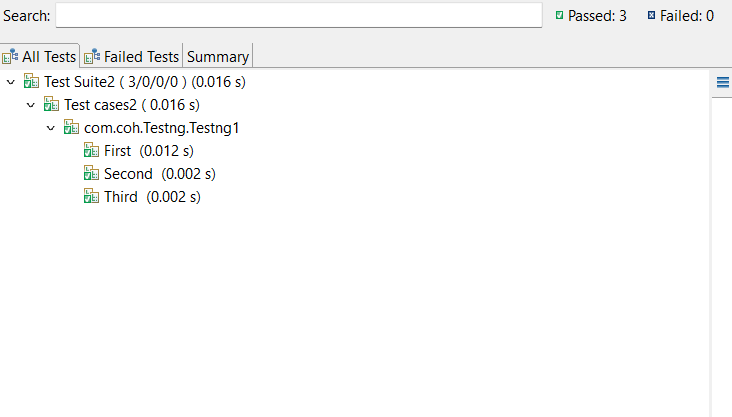 Search: Passed: 3 Failed: 0
All Tests Failed Tests Summary
Test Suite2 ( 3/0/0/0 ) (0.016 s)
Test cases2 ( 0.016 s)
com.coh.Testng.Testng1
First (0.012 s)
Second (0.002 s)
Third (0.002 s)